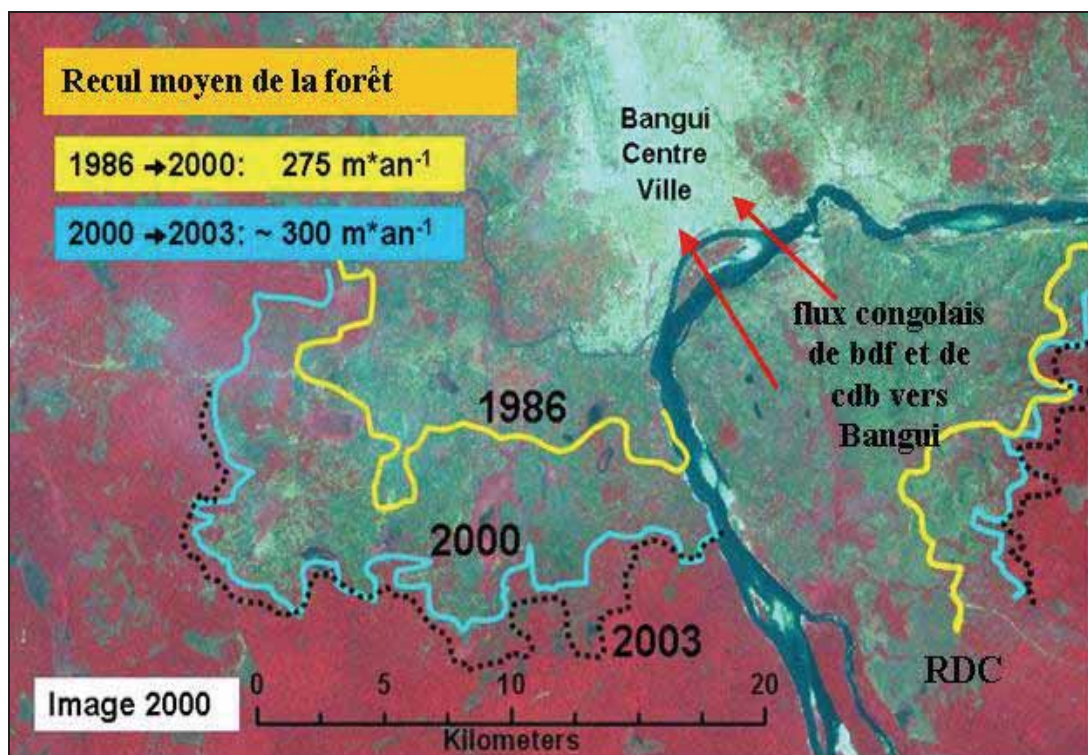 Recul moyen de la forêt
1986 →2000: 275 m*an⁻¹
2000 →2003: ~ 300 m*an⁻¹
Bangui
Centre
Ville
flux congolais
de bdf et de
cdb vers
Bangui
1986
2000
2003
RDC
Image 2000
0 5 10 20
Kilometers